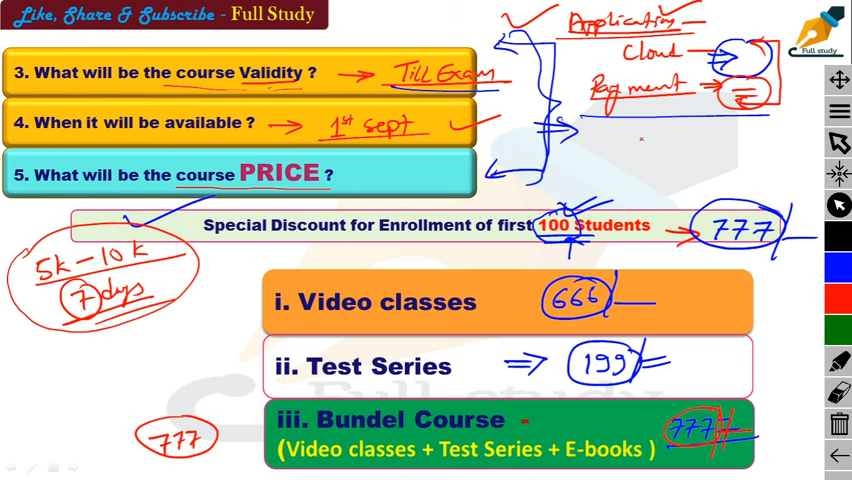 Like, Share & Subscribe - Full Study
Application
Cloud
Payment
Full study
3. What will be the course Validity ? → Till Exam
4. When it will be available ? → 1st sept
5. What will be the course PRICE ?
Special Discount for Enrollment of first 100 Students → 777/-
5k - 10k
7 days
i. Video classes 666/-
ii. Test Series ⇒ 199/=
iii. Bundel Course - 777/-
(Video classes + Test Series + E-books )
777
Full study